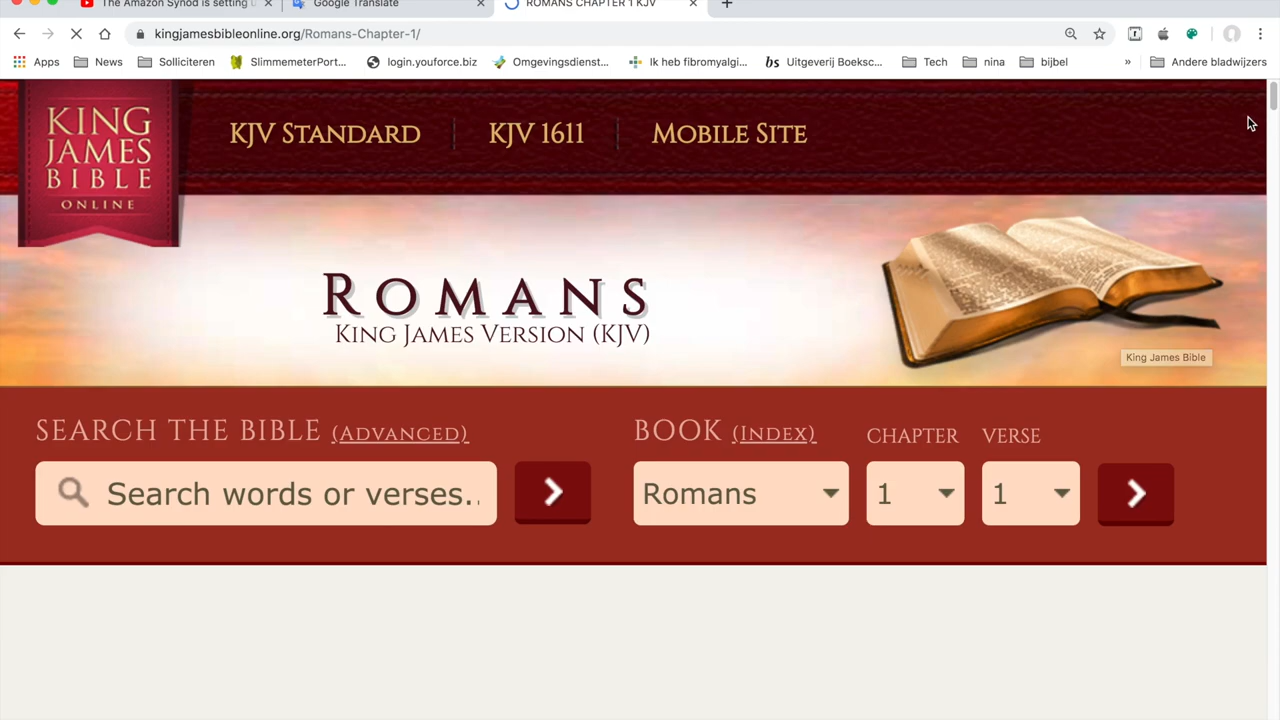 The Amazon Synod is setting
Google Translate
ROMANS CHAPTER 1 KJV
kingjamesbibleonline.org/Romans-Chapter-1/
Apps
News
Solliciteren
SlimmemeterPort...
login.youforce.biz
Omgevingsdienst...
Ik heb fibromyalgi...
bs Uitgeverij Boeksc...
Tech
nina
bijbel
»
Andere bladwijzers
KING
JAMES
BIBLE
ONLINE
KJV STANDARD
KJV 1611
MOBILE SITE
ROMANS
KING JAMES VERSION (KJV)
King James Bible
SEARCH THE BIBLE (ADVANCED)
BOOK (INDEX)
CHAPTER
VERSE
Search words or verses..
Romans
1
1